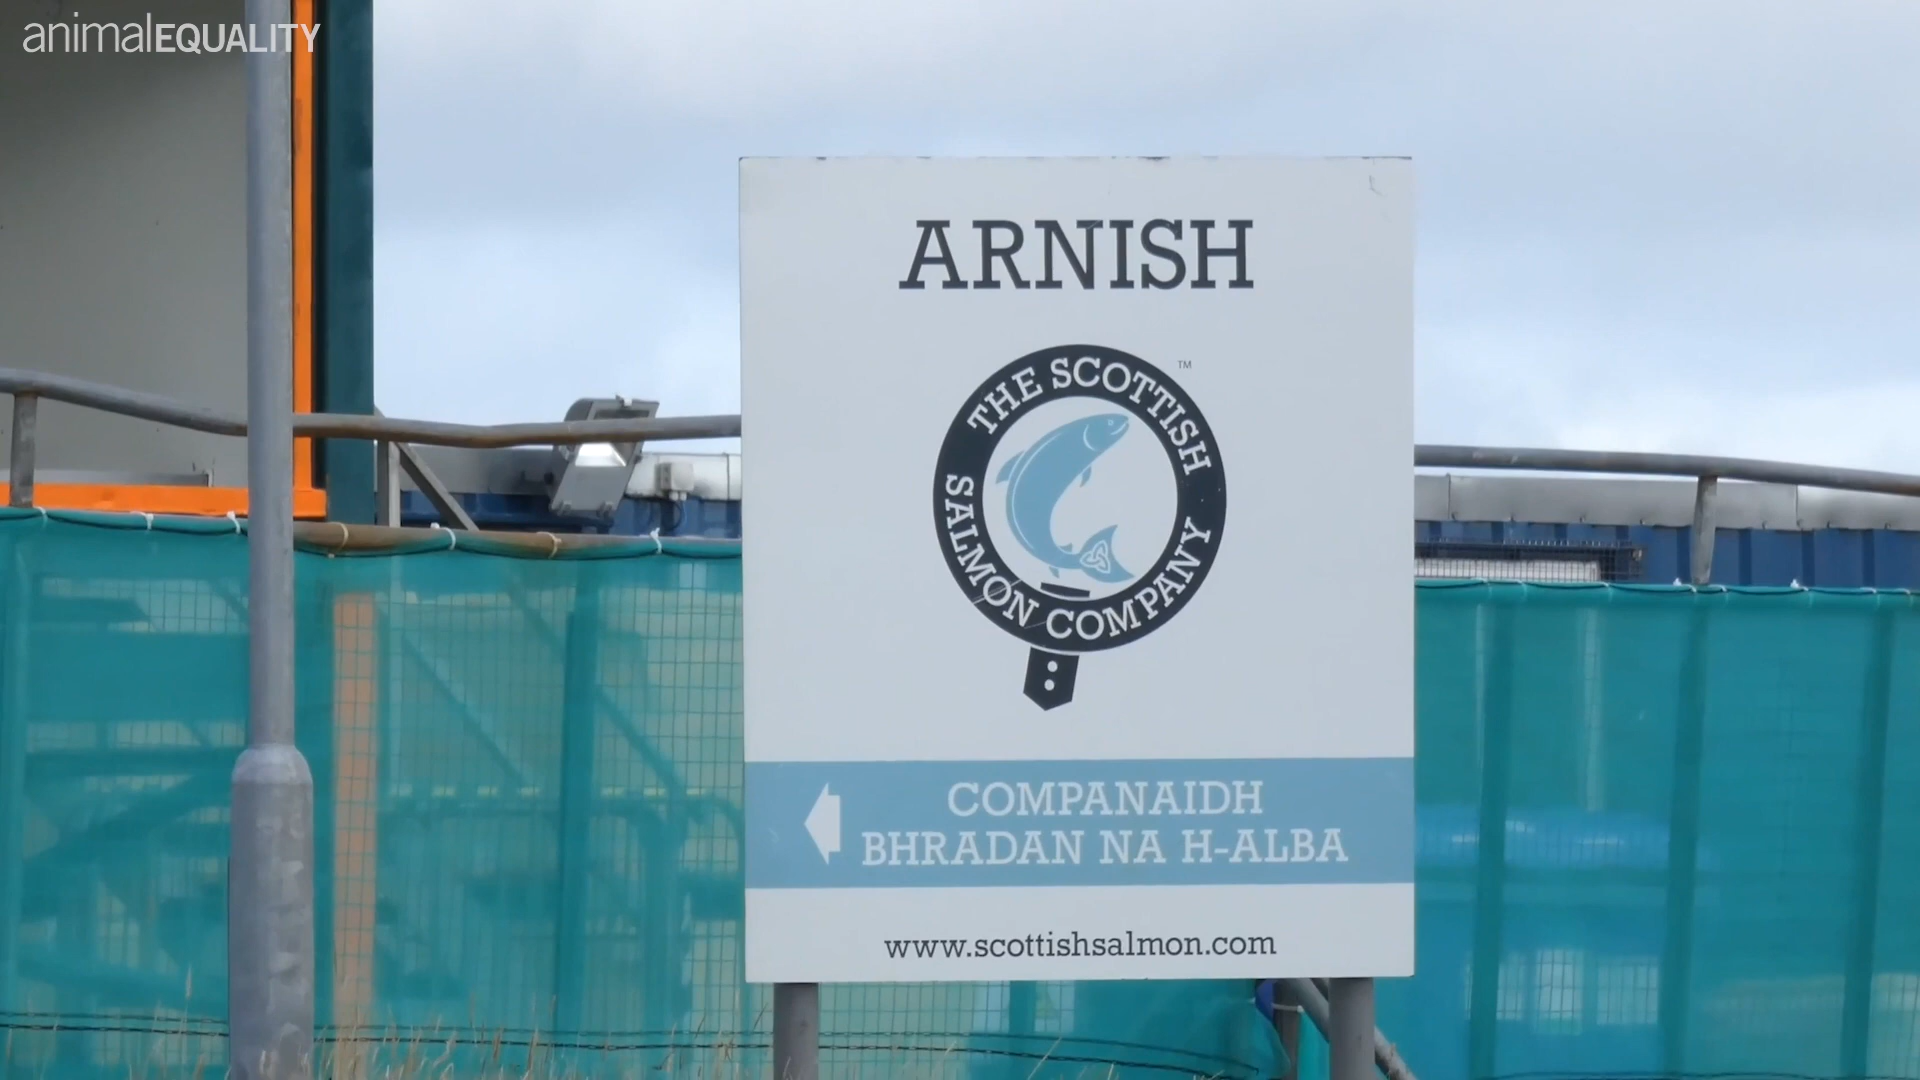 animalEQUALITY
ARNISH
THE SCOTTISH
SALMON COMPANY
™
COMPANAIDH
BHRADAN NA H-ALBA
www.scottishsalmon.com